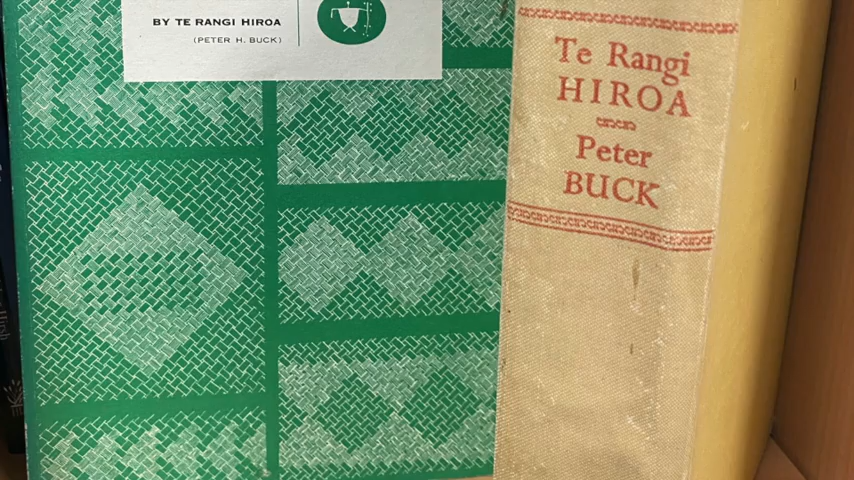 BY TE RANGI HIROA
(PETER H. BUCK)
Te Rangi
HIROA
Peter
BUCK